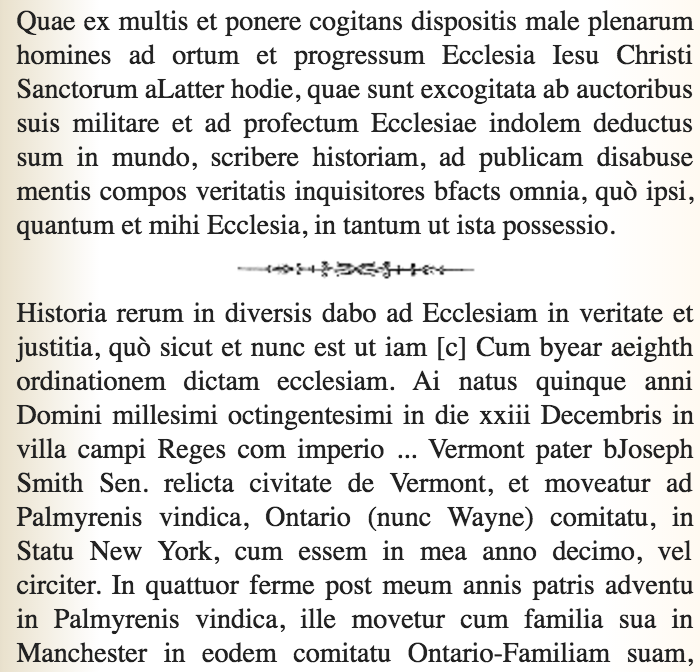 Quae ex multis et ponere cogitans dispositis male plenarum
homines ad ortum et progressum Ecclesia Iesu Christi
Sanctorum aLatter hodie, quae sunt excogitata ab auctoribus
suis militare et ad profectum Ecclesiae indolem deductus
sum in mundo, scribere historiam, ad publicam disabuse
mentis compos veritatis inquisitores bfacts omnia, quò ipsi,
quantum et mihi Ecclesia, in tantum ut ista possessio.
Historia rerum in diversis dabo ad Ecclesiam in veritate et
justitia, quò sicut et nunc est ut iam [c] Cum byear aeighth
ordinationem dictam ecclesiam. Ai natus quinque anni
Domini millesimi octingentesimi in die xxiii Decembris in
villa campi Reges com imperio ... Vermont pater bJoseph
Smith Sen. relicta civitate de Vermont, et moveatur ad
Palmyrenis vindica, Ontario (nunc Wayne) comitatu, in
Statu New York, cum essem in mea anno decimo, vel
circiter. In quattuor ferme post meum annis patris adventu
in Palmyrenis vindica, ille movetur cum familia sua in
Manchester in eodem comitatu Ontario-Familiam suam,